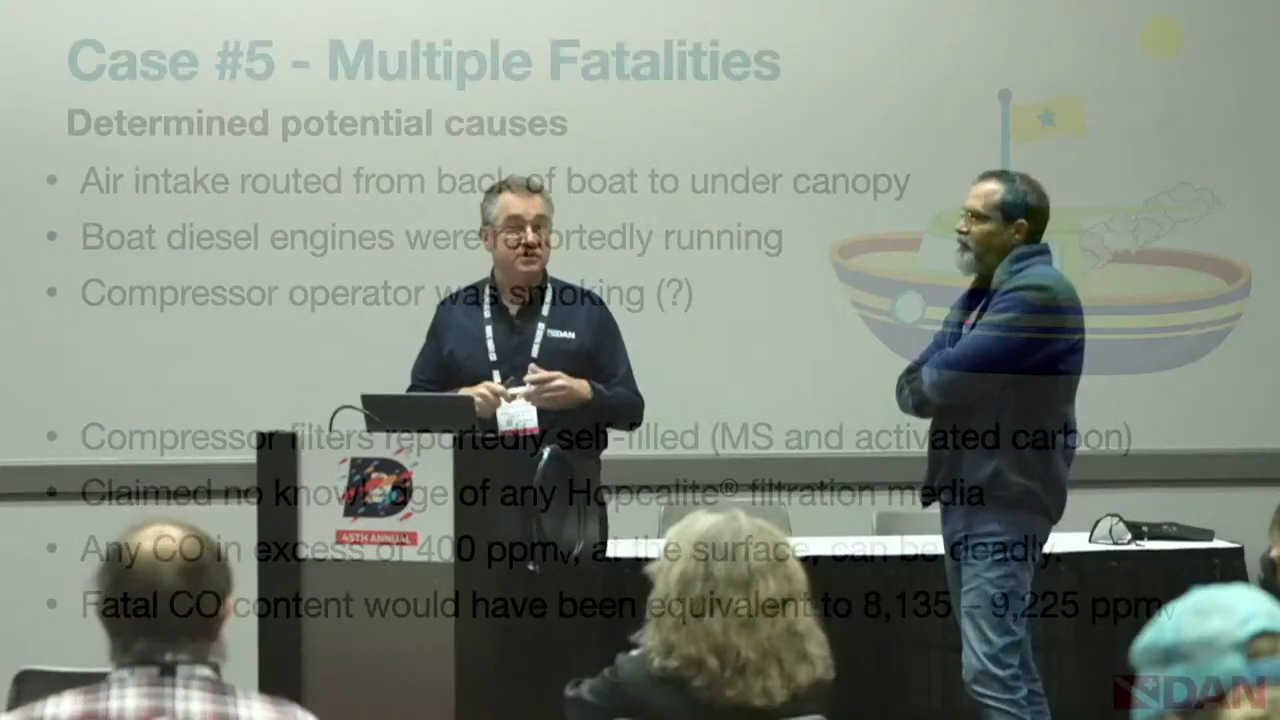 Case #5 - Multiple Fatalities
Determined potential causes
• Air intake routed from back of boat to under canopy
• Boat diesel engines were reportedly running
• Compressor operator was smoking (?)
• Compressor filters reportedly self-filled (MS and activated carbon)
• Claimed no knowledge of any Hopcalite® filtration media
• Any CO in excess of 400 ppmv, at the surface, can be deadly.
• Fatal CO content would have been equivalent to 8,135 – 9,225 ppmv
DAN
D
45TH ANNUAL
DAN